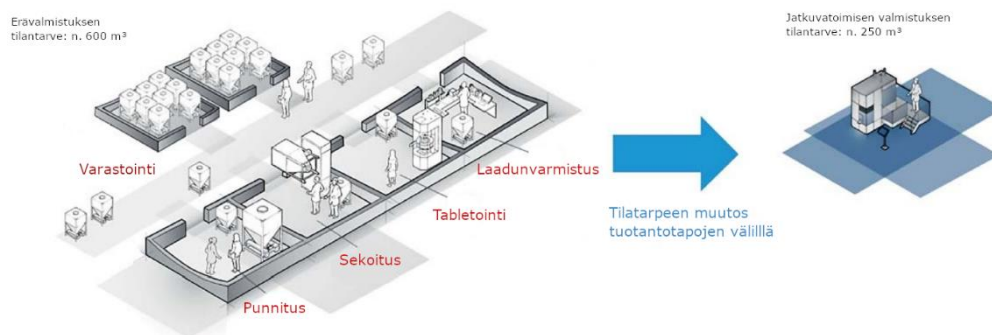 Erävalmistuksen
tilantarve: n. 600 m³
Jatkuvatoimisen valmistuksen
tilantarve: n. 250 m³
Varastointi
Laadunvarmistus
Tabletointi
Sekoitus
Punnitus
Tilatarpeen muutos
tuotantotapojen välilllä